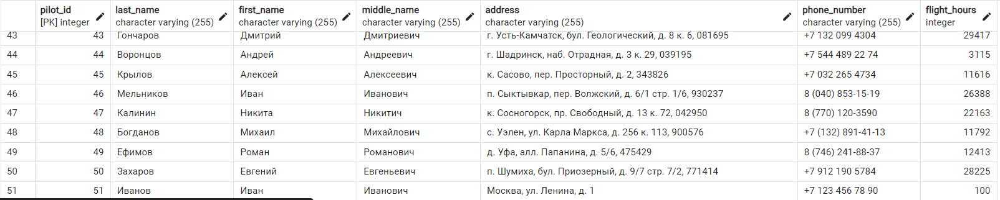 pilot_id last_name first_name middle_name address phone_number flight_hours
[PK] integer character varying (255) character varying (255) character varying (255) character varying (255) character varying (255) integer
43 43 Гончаров Дмитрий Дмитриевич г. Усть-Камчатск, бул. Геологический, д. 8 к. 6, 081695 +7 132 099 4304 29417
44 44 Воронцов Андрей Андреевич г. Шадринск, наб. Отрадная, д. 3 к. 29, 039195 +7 544 489 22 74 3115
45 45 Крылов Алексей Алексеевич к. Сасово, пер. Просторный, д. 2, 343826 +7 032 265 4734 11616
46 46 Мельников Иван Иванович п. Сыктывкар, пер. Волжский, д. 6/1 стр. 1/6, 930237 8 (040) 853-15-19 26388
47 47 Калинин Никита Никитич к. Сосногорск, пр. Свободный, д. 13 к. 72, 042950 8 (770) 120-3590 22163
48 48 Богданов Михаил Михайлович с. Уэлен, ул. Карла Маркса, д. 256 к. 113, 900576 +7 (132) 891-41-13 11792
49 49 Ефимов Роман Романович д. Уфа, алл. Папанина, д. 5/6, 475429 8 (746) 241-88-37 12413
50 50 Захаров Евгений Евгеньевич п. Шумиха, бул. Приозерный, д. 9/7 стр. 7/2, 771414 +7 912 190 5784 28225
51 51 Иванов Иван Иванович Москва, ул. Ленина, д. 1 +7 123 456 78 90 100